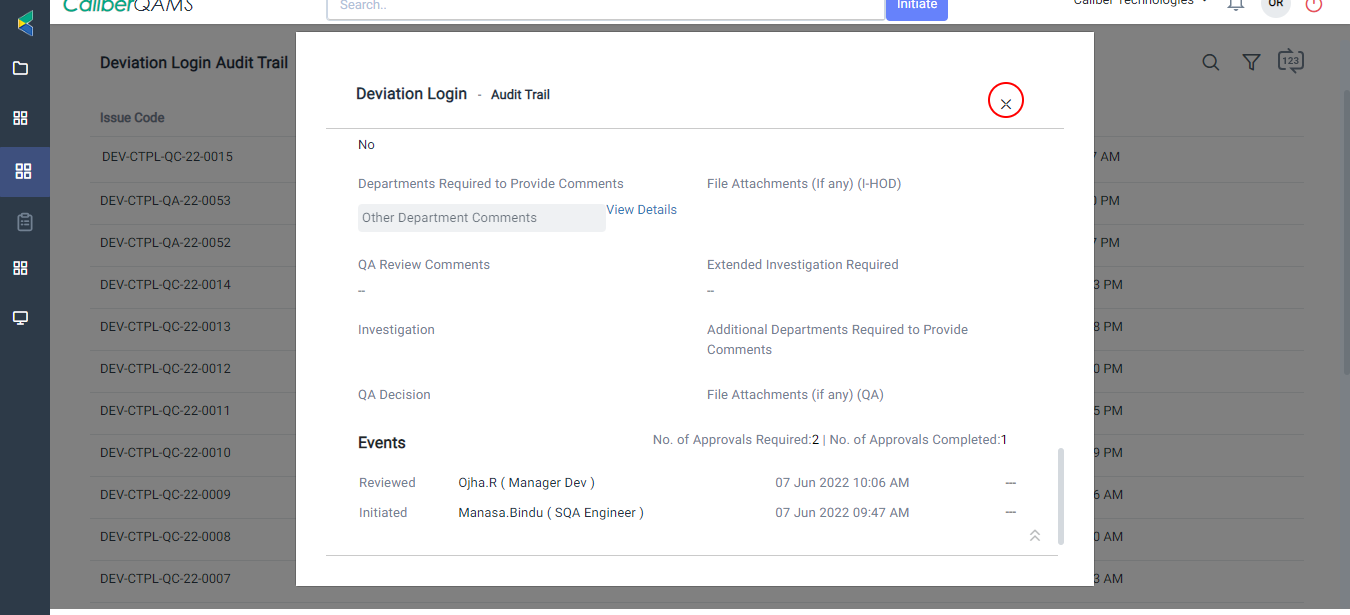 CaliberQAMS
Search..
Initiate
Caliber Technologies
OR
Deviation Login Audit Trail
123
Issue Code
DEV-CTPL-QC-22-0015
7 AM
DEV-CTPL-QA-22-0053
0 PM
DEV-CTPL-QA-22-0052
7 PM
DEV-CTPL-QC-22-0014
3 PM
DEV-CTPL-QC-22-0013
8 PM
DEV-CTPL-QC-22-0012
0 PM
DEV-CTPL-QC-22-0011
5 PM
DEV-CTPL-QC-22-0010
9 PM
DEV-CTPL-QC-22-0009
6 AM
DEV-CTPL-QC-22-0008
0 AM
DEV-CTPL-QC-22-0007
3 AM
Deviation Login - Audit Trail
No
Departments Required to Provide Comments
File Attachments (If any) (I-HOD)
Other Department Comments
View Details
QA Review Comments
Extended Investigation Required
--
--
Investigation
Additional Departments Required to Provide
Comments
QA Decision
File Attachments (if any) (QA)
Events
No. of Approvals Required:2 | No. of Approvals Completed:1
Reviewed Ojha.R ( Manager Dev ) 07 Jun 2022 10:06 AM ---
Initiated Manasa.Bindu ( SQA Engineer ) 07 Jun 2022 09:47 AM ---